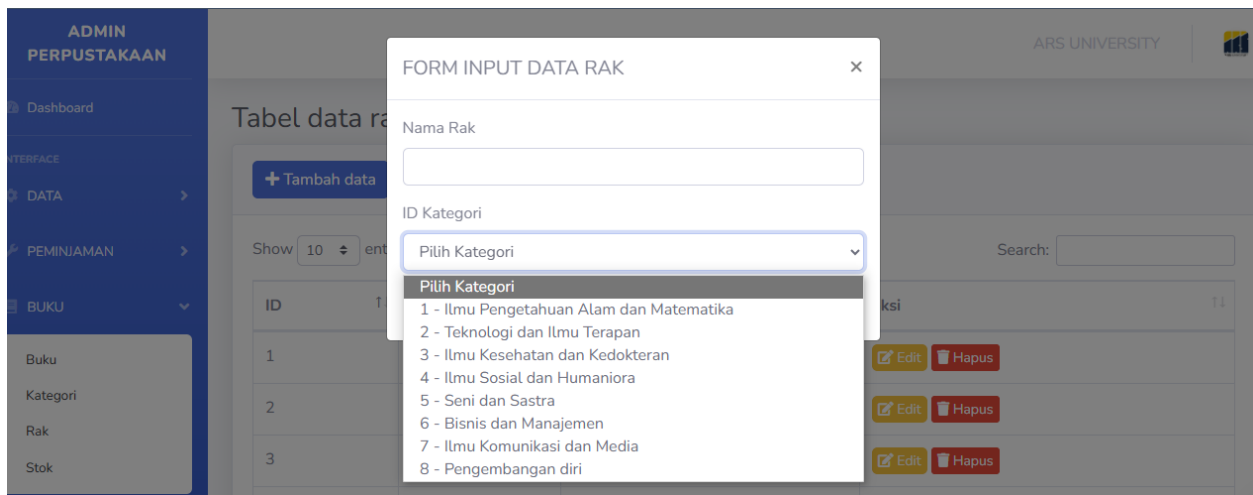 ADMIN
PERPUSTAKAAN
Dashboard
INTERFACE
DATA
PEMINJAMAN
BUKU
Buku
Kategori
Rak
Stok
ARS UNIVERSITY
Tabel data ra
+ Tambah data
Show 10 ent
Search:
ID
ksi
1
Edit Hapus
2
Edit Hapus
3
Edit Hapus
FORM INPUT DATA RAK ×
Nama Rak
ID Kategori
Pilih Kategori
Pilih Kategori
1 - Ilmu Pengetahuan Alam dan Matematika
2 - Teknologi dan Ilmu Terapan
3 - Ilmu Kesehatan dan Kedokteran
4 - Ilmu Sosial dan Humaniora
5 - Seni dan Sastra
6 - Bisnis dan Manajemen
7 - Ilmu Komunikasi dan Media
8 - Pengembangan diri